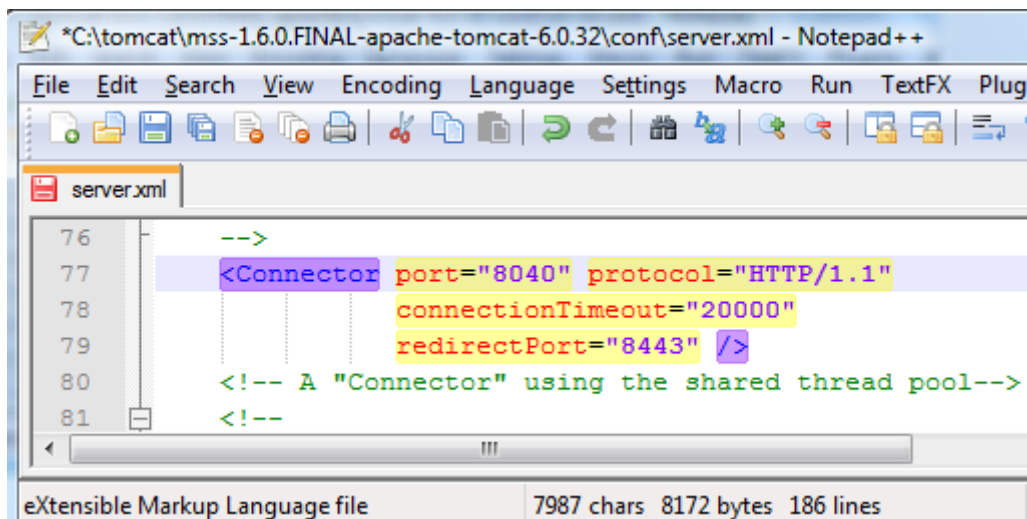 *C:\tomcat\mss-1.6.0.FINAL-apache-tomcat-6.0.32\conf\server.xml - Notepad++
File Edit Search View Encoding Language Settings Macro Run TextFX Plug
server.xml
76 -->
77 <Connector port="8040" protocol="HTTP/1.1"
78 connectionTimeout="20000"
79 redirectPort="8443" />
80 <!-- A "Connector" using the shared thread pool-->
81 <!--
eXtensible Markup Language file 7987 chars 8172 bytes 186 lines